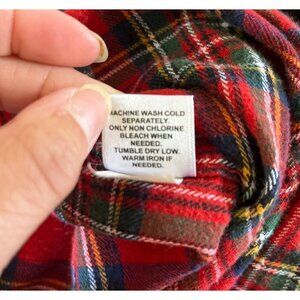 MACHINE WASH COLD
SEPARATELY.
ONLY NON CHLORINE
BLEACH WHEN
NEEDED.
TUMBLE DRY LOW.
WARM IRON IF
NEEDED.